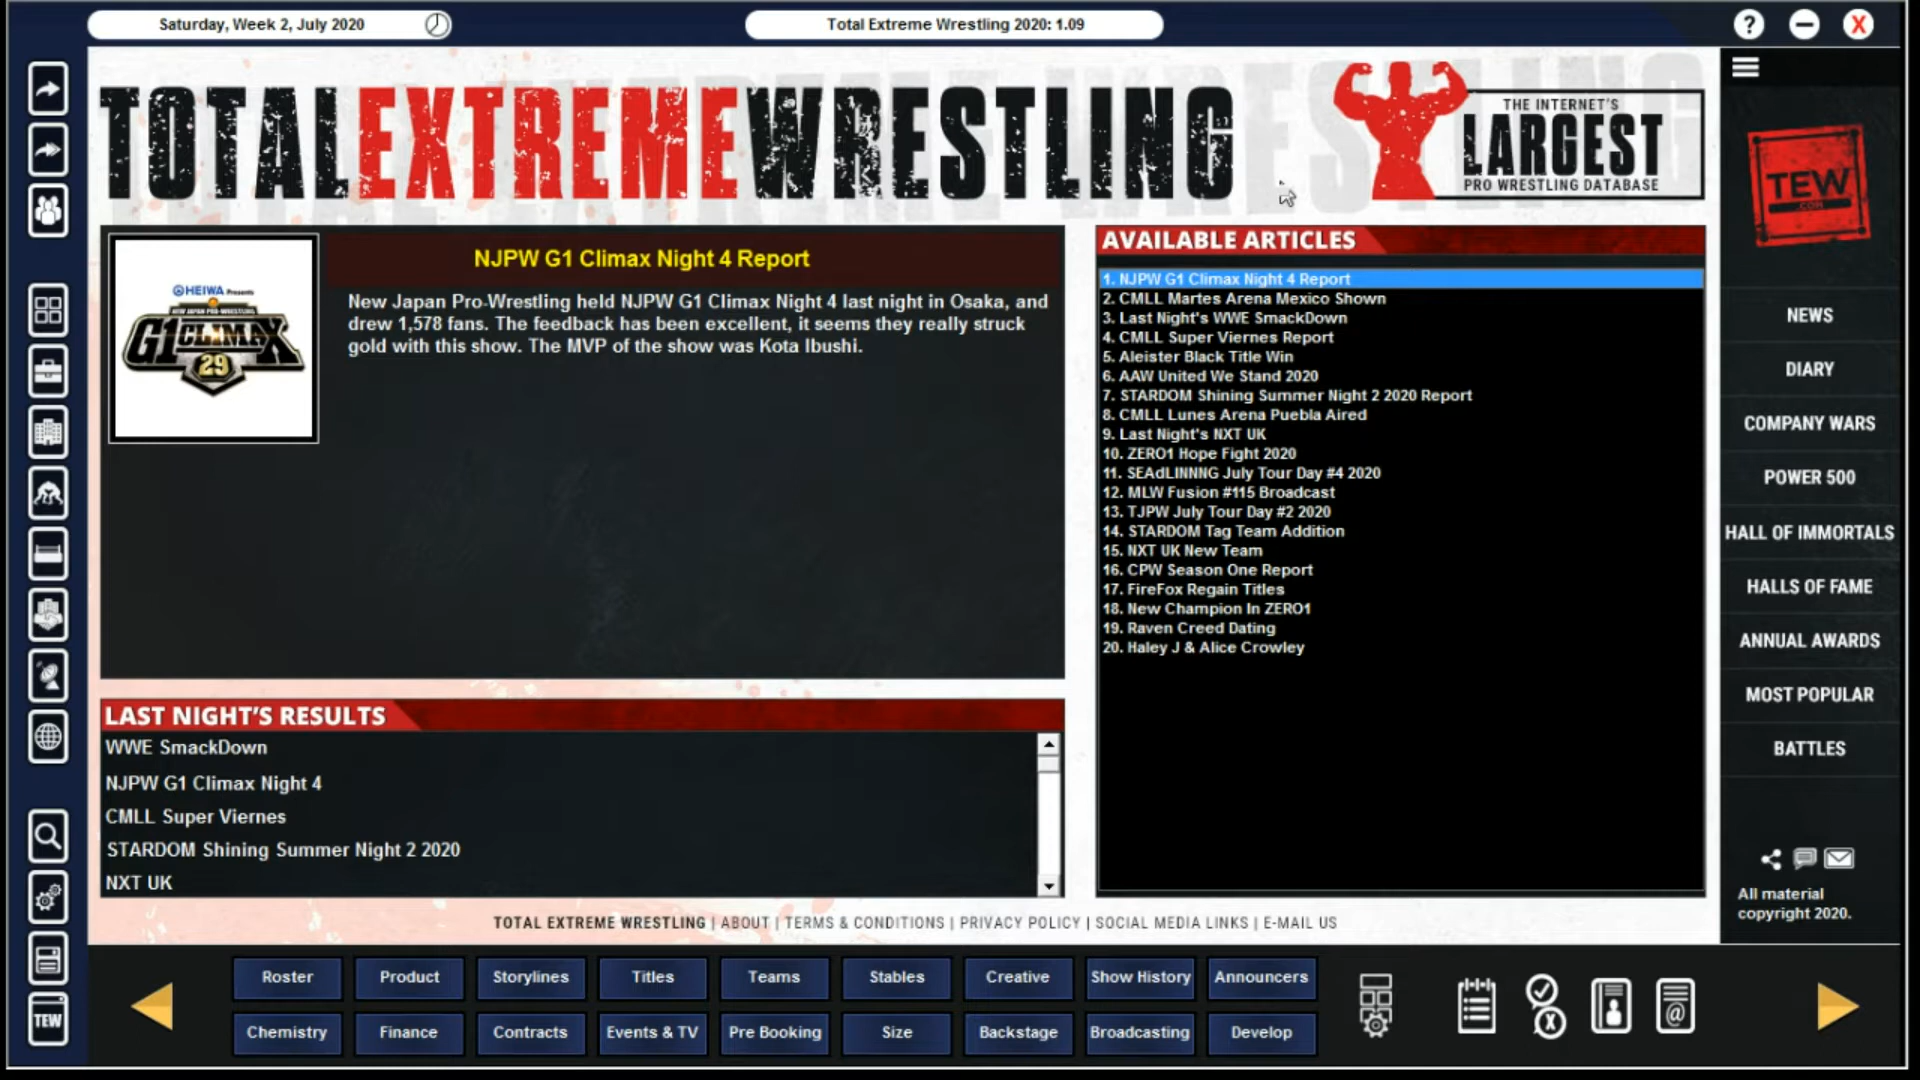 Saturday, Week 2, July 2020
Total Extreme Wrestling 2020: 1.09
?
X
TOTALEXTREMEWRESTLING
THE INTERNET'S
LARGEST
PRO WRESTLING DATABASE
TEW
.COM
HEIWA Presents
NEW JAPAN PRO-WRESTLING
G1 CLIMAX
29
NJPW G1 Climax Night 4 Report
New Japan Pro-Wrestling held NJPW G1 Climax Night 4 last night in Osaka, and
drew 1,578 fans. The feedback has been excellent, it seems they really struck
gold with this show. The MVP of the show was Kota Ibushi.
AVAILABLE ARTICLES
1. NJPW G1 Climax Night 4 Report
2. CMLL Martes Arena Mexico Shown
3. Last Night's WWE SmackDown
4. CMLL Super Viernes Report
5. Aleister Black Title Win
6. AAW United We Stand 2020
7. STARDOM Shining Summer Night 2 2020 Report
8. CMLL Lunes Arena Puebla Aired
9. Last Night's NXT UK
10. ZERO1 Hope Fight 2020
11. SEAdLINNNG July Tour Day #4 2020
12. MLW Fusion #115 Broadcast
13. TJPW July Tour Day #2 2020
14. STARDOM Tag Team Addition
15. NXT UK New Team
16. CPW Season One Report
17. FireFox Regain Titles
18. New Champion In ZERO1
19. Raven Creed Dating
20. Haley J & Alice Crowley
LAST NIGHT'S RESULTS
WWE SmackDown
NJPW G1 Climax Night 4
CMLL Super Viernes
STARDOM Shining Summer Night 2 2020
NXT UK
NEWS
DIARY
COMPANY WARS
POWER 500
HALL OF IMMORTALS
HALLS OF FAME
ANNUAL AWARDS
MOST POPULAR
BATTLES
All material
copyright 2020.
TOTAL EXTREME WRESTLING | ABOUT | TERMS & CONDITIONS | PRIVACY POLICY | SOCIAL MEDIA LINKS | E-MAIL US
TEW
Roster
Product
Storylines
Titles
Teams
Stables
Creative
Show History
Announcers
Chemistry
Finance
Contracts
Events & TV
Pre Booking
Size
Backstage
Broadcasting
Develop